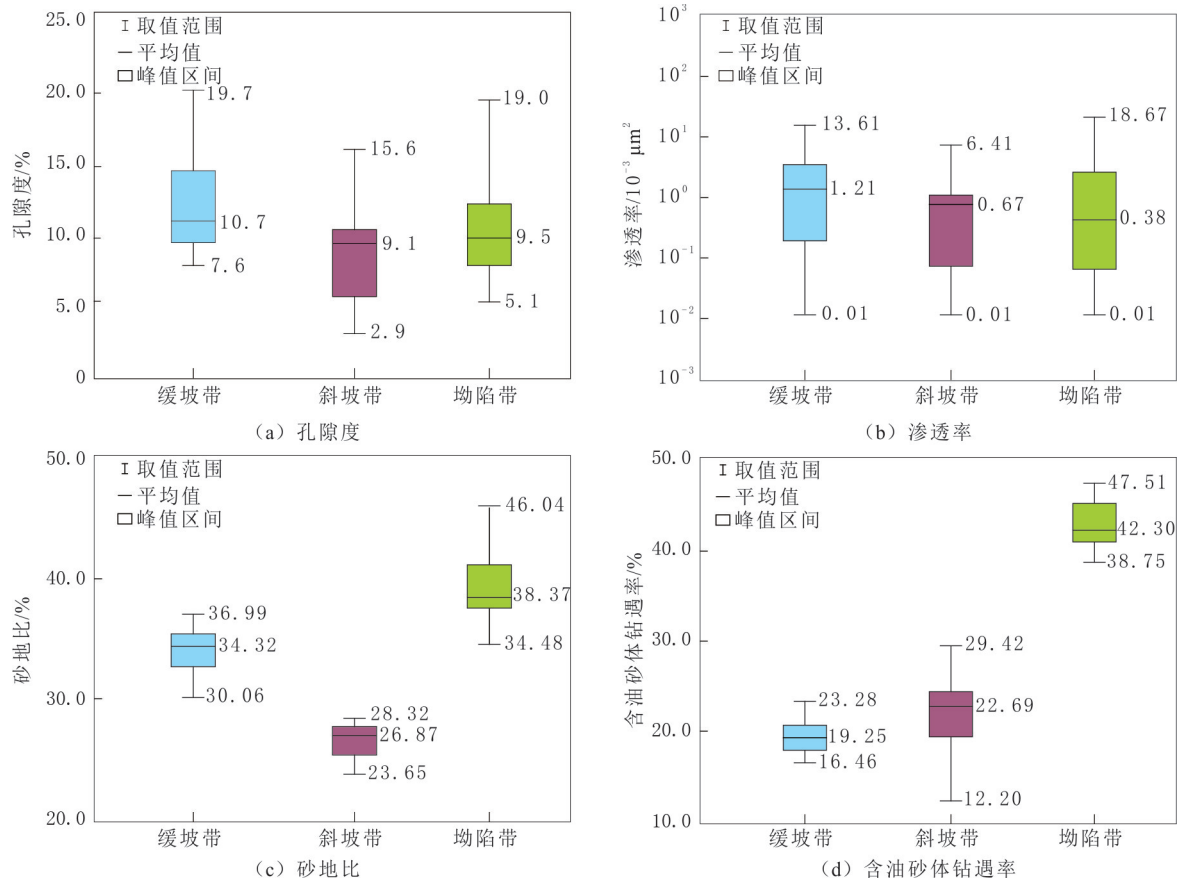 25.0
20.0
15.0
10.0
5.0
0
孔隙度/%
取值范围
平均值
峰值区间
19.7
10.7
7.6
15.6
9.1
2.9
19.0
9.5
5.1
缓坡带 斜坡带 坳陷带
(a) 孔隙度
10³
10²
10¹
10⁰
10⁻¹
10⁻²
10⁻³
渗透率/10⁻³ μm²
取值范围
平均值
峰值区间
13.61
1.21
0.01
6.41
0.67
0.01
18.67
0.38
0.01
缓坡带 斜坡带 坳陷带
(b) 渗透率
50.0
40.0
30.0
20.0
砂地比/%
取值范围
平均值
峰值区间
36.99
34.32
30.06
28.32
26.87
23.65
46.04
38.37
34.48
缓坡带 斜坡带 坳陷带
(c) 砂地比
50.0
40.0
30.0
20.0
10.0
含油砂体钻遇率/%
取值范围
平均值
峰值区间
23.28
19.25
16.46
29.42
22.69
12.20
47.51
42.30
38.75
缓坡带 斜坡带 坳陷带
(d) 含油砂体钻遇率